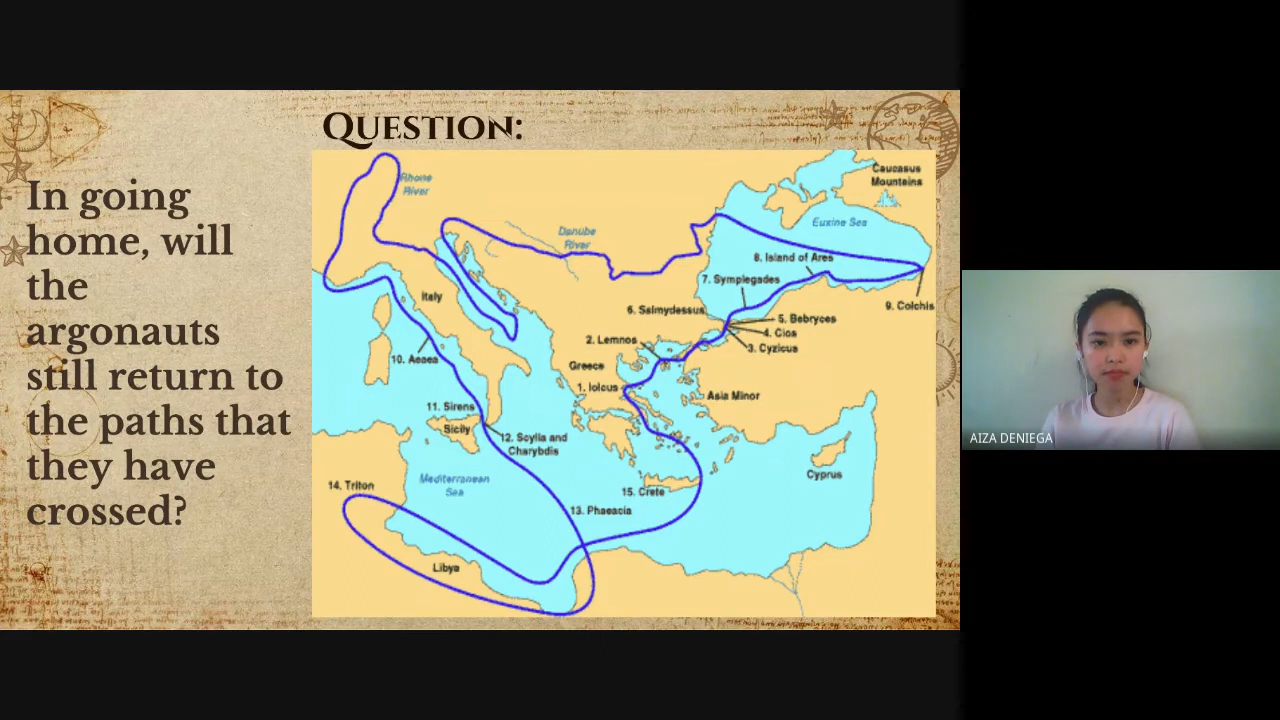 QUESTION:
In going
home, will
the
argonauts
still return to
the paths that
they have
crossed?
Rhone
River
Danube
River
Caucasus
Mountains
Euxine Sea
8. Island of Ares
7. Symplegades
9. Colchis
6. Salmydessus
5. Bebryces
4. Cios
3. Cyzicus
2. Lemnos
Italy
Greece
1. Iolcus
Asia Minor
10. Aeaea
11. Sirens
Sicily
12. Scylla and
Charybdis
Cyprus
Mediterranean
Sea
14. Triton
15. Crete
13. Phaeacia
Libya
AIZA DENIEGA